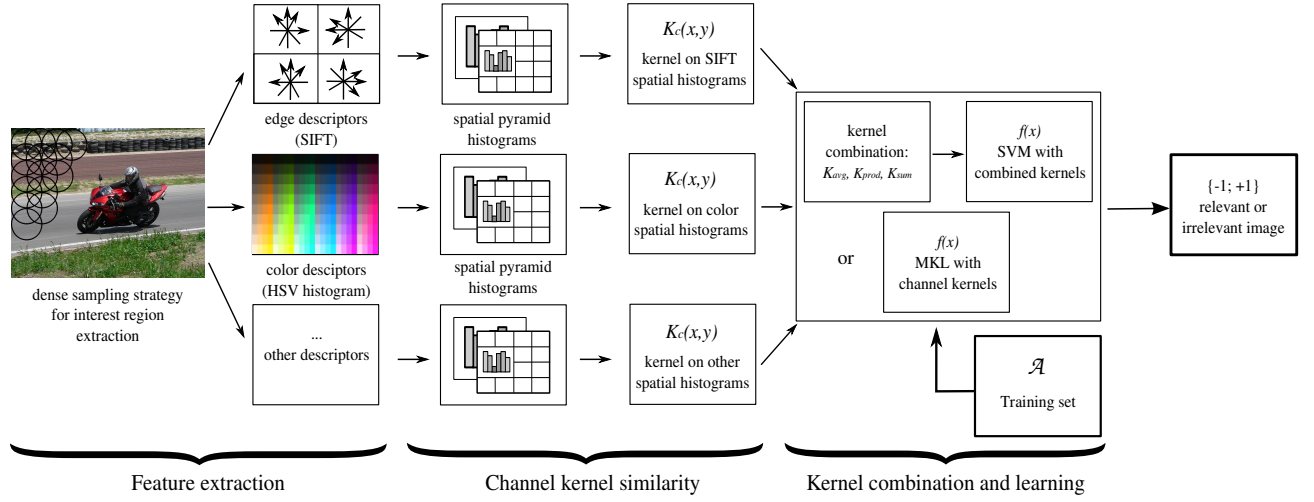 dense sampling strategy
for interest region
extraction
edge descriptors
(SIFT)
color desciptors
(HSV histogram)
...
other descriptors
spatial pyramid
histograms
spatial pyramid
histograms
Kc(x,y)
kernel on SIFT
spatial histograms
Kc(x,y)
kernel on color
spatial histograms
Kc(x,y)
kernel on other
spatial histograms
kernel
combination:
Kavg, Kprod, Ksum
f(x)
SVM with
combined kernels
or
f(x)
MKL with
channel kernels
𝒜
Training set
{-1; +1}
relevant or
irrelevant image
Feature extraction
Channel kernel similarity
Kernel combination and learning